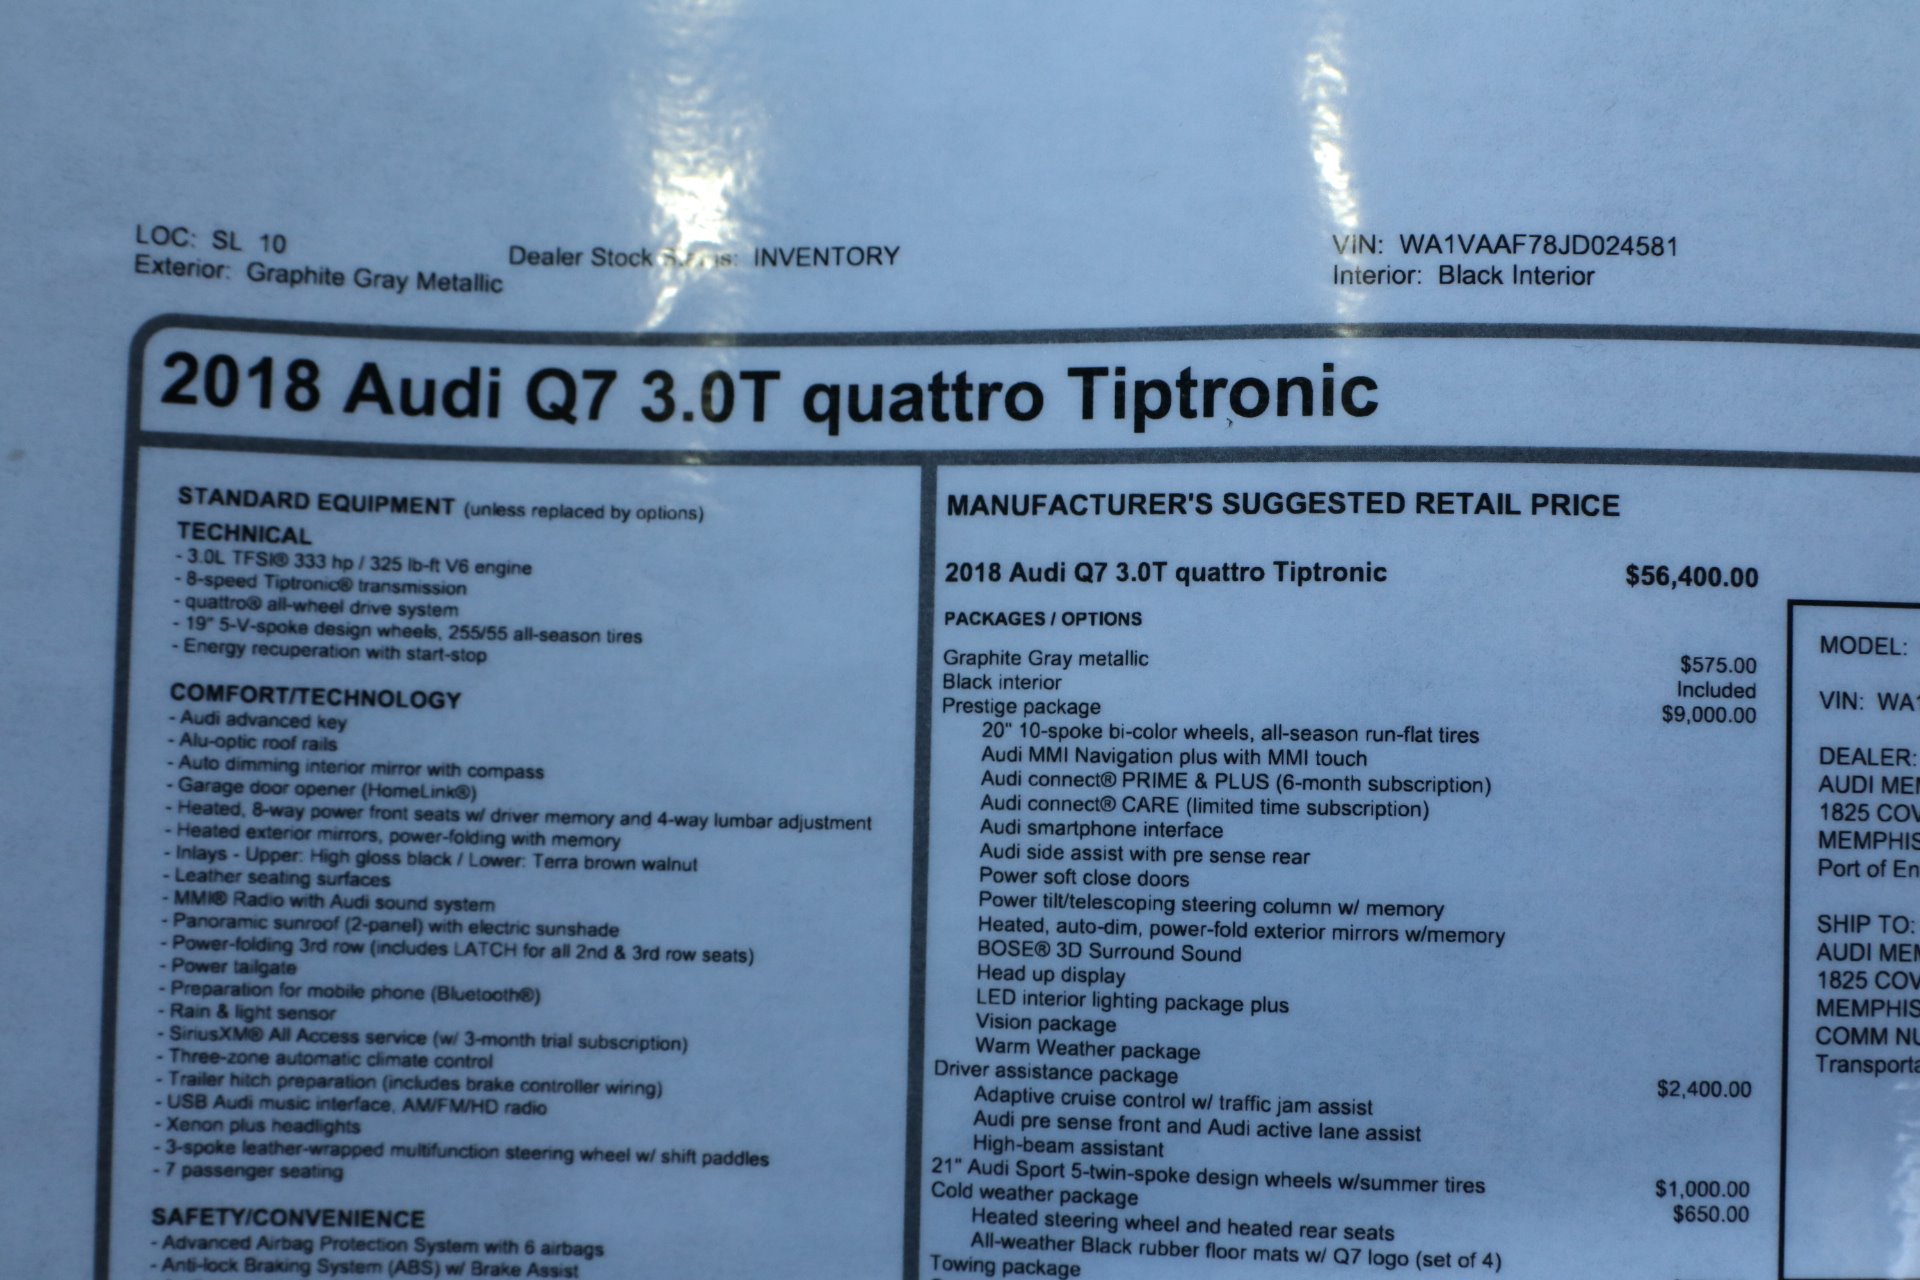 LOC: SL 10
Dealer Stock INVENTORY
VIN: WA1VAAF78JD024581
Exterior: Graphite Gray Metallic
Interior: Black Interior
2018 Audi Q7 3.0T quattro Tiptronic
STANDARD EQUIPMENT (unless replaced by options)
TECHNICAL
- 3.0L TFSI® 333 hp / 325 lb-ft V6 engine
- 8-speed Tiptronic® transmission
- quattro® all-wheel drive system
- 19" 5-V-spoke design wheels, 255/55 all-season tires
- Energy recuperation with start-stop
COMFORT/TECHNOLOGY
- Audi advanced key
- Alu-optic roof rails
- Auto dimming interior mirror with compass
- Garage door opener (HomeLink®)
- Heated, 8-way power front seats w/ driver memory and 4-way lumbar adjustment
- Heated exterior mirrors, power-folding with memory
- Inlays - Upper: High gloss black / Lower: Terra brown walnut
- Leather seating surfaces
- MMI® Radio with Audi sound system
- Panoramic sunroof (2-panel) with electric sunshade
- Power-folding 3rd row (includes LATCH for all 2nd & 3rd row seats)
- Power tailgate
- Preparation for mobile phone (Bluetooth®)
- Rain & light sensor
- SiriusXM® All Access service (w/ 3-month trial subscription)
- Three-zone automatic climate control
- Trailer hitch preparation (includes brake controller wiring)
- USB Audi music interface, AM/FM/HD radio
- Xenon plus headlights
- 3-spoke leather-wrapped multifunction steering wheel w/ shift paddles
- 7 passenger seating
SAFETY/CONVENIENCE
- Advanced Airbag Protection System with 6 airbags
- Anti-lock Braking System (ABS) w/ Brake Assist
MANUFACTURER'S SUGGESTED RETAIL PRICE
2018 Audi Q7 3.0T quattro Tiptronic $56,400.00
PACKAGES / OPTIONS
Graphite Gray metallic $575.00
Black interior Included
Prestige package $9,000.00
20" 10-spoke bi-color wheels, all-season run-flat tires
Audi MMI Navigation plus with MMI touch
Audi connect® PRIME & PLUS (6-month subscription)
Audi connect® CARE (limited time subscription)
Audi smartphone interface
Audi side assist with pre sense rear
Power soft close doors
Power tilt/telescoping steering column w/ memory
Heated, auto-dim, power-fold exterior mirrors w/memory
BOSE® 3D Surround Sound
Head up display
LED interior lighting package plus
Vision package
Warm Weather package
Driver assistance package $2,400.00
Adaptive cruise control w/ traffic jam assist
Audi pre sense front and Audi active lane assist
High-beam assistant
21" Audi Sport 5-twin-spoke design wheels w/summer tires $1,000.00
Cold weather package $650.00
Heated steering wheel and heated rear seats
All-weather Black rubber floor mats w/ Q7 logo (set of 4)
Towing package
MODEL:
VIN: WA1
DEALER:
AUDI MEM
1825 COV
MEMPHIS
Port of En
SHIP TO:
AUDI MEM
1825 COV
MEMPHIS
COMM NU
Transporta